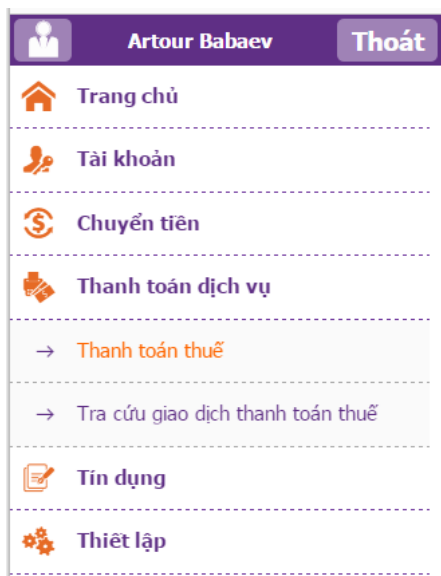 Artour Babaev Thoát
Trang chủ
Tài khoản
Chuyển tiền
Thanh toán dịch vụ
→ Thanh toán thuế
→ Tra cứu giao dịch thanh toán thuế
Tín dụng
Thiết lập